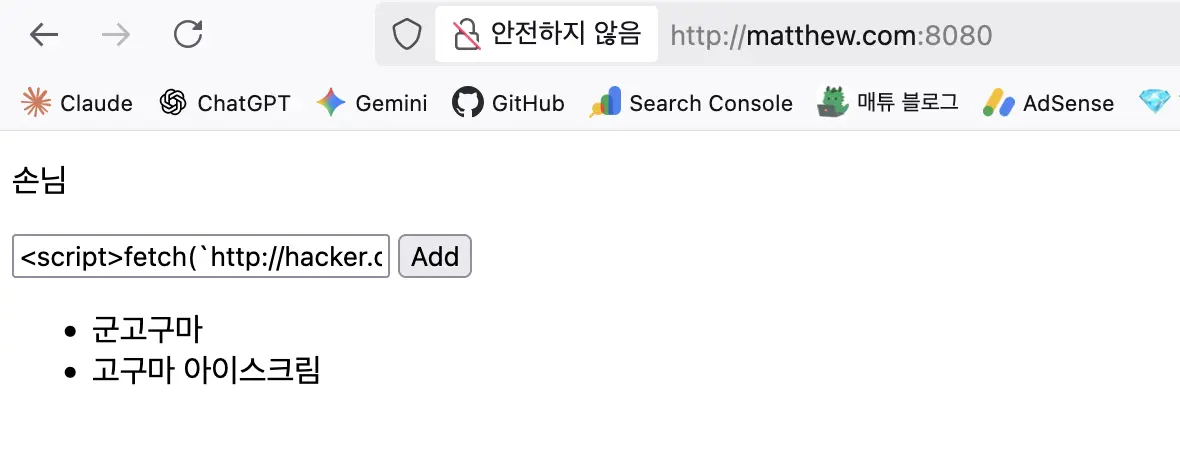 안전하지 않음 http://matthew.com:8080
Claude ChatGPT Gemini GitHub Search Console 매튜 블로그 AdSense
손님
<script>fetch(`http://hacker.c Add
군고구마
고구마 아이스크림